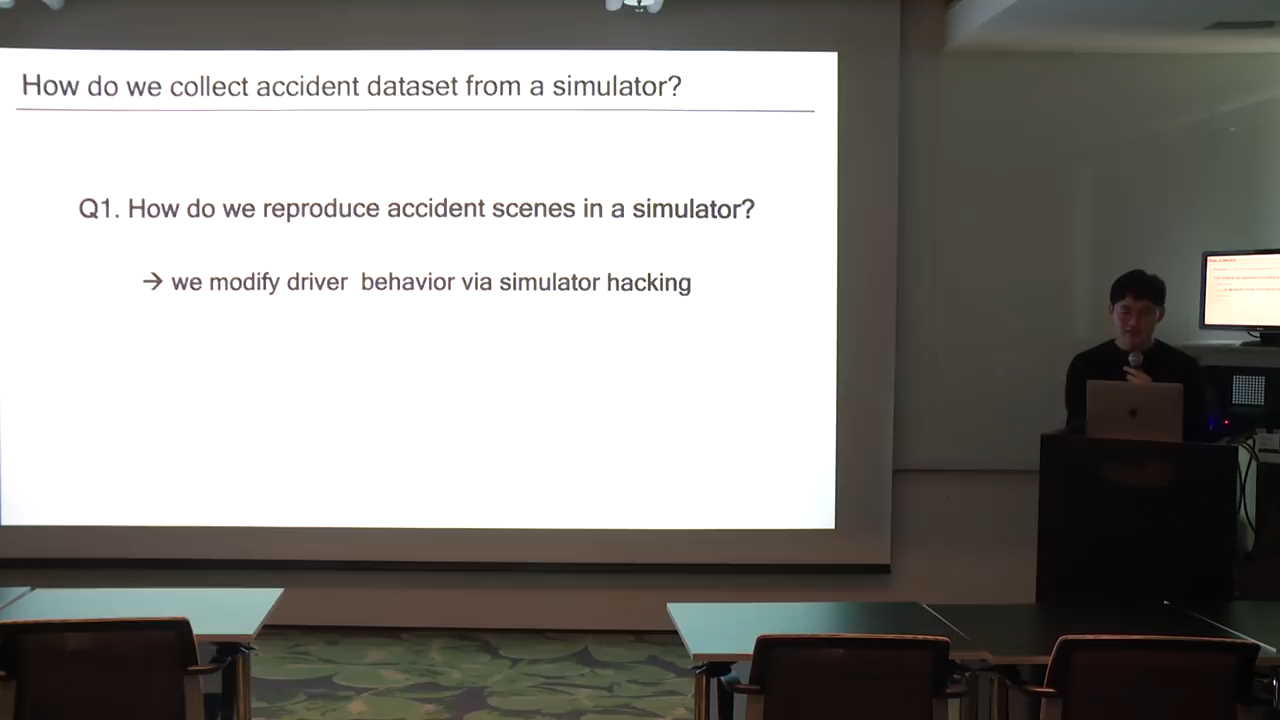 How do we collect accident dataset from a simulator?
Q1. How do we reproduce accident scenes in a simulator?
→ we modify driver behavior via simulator hacking